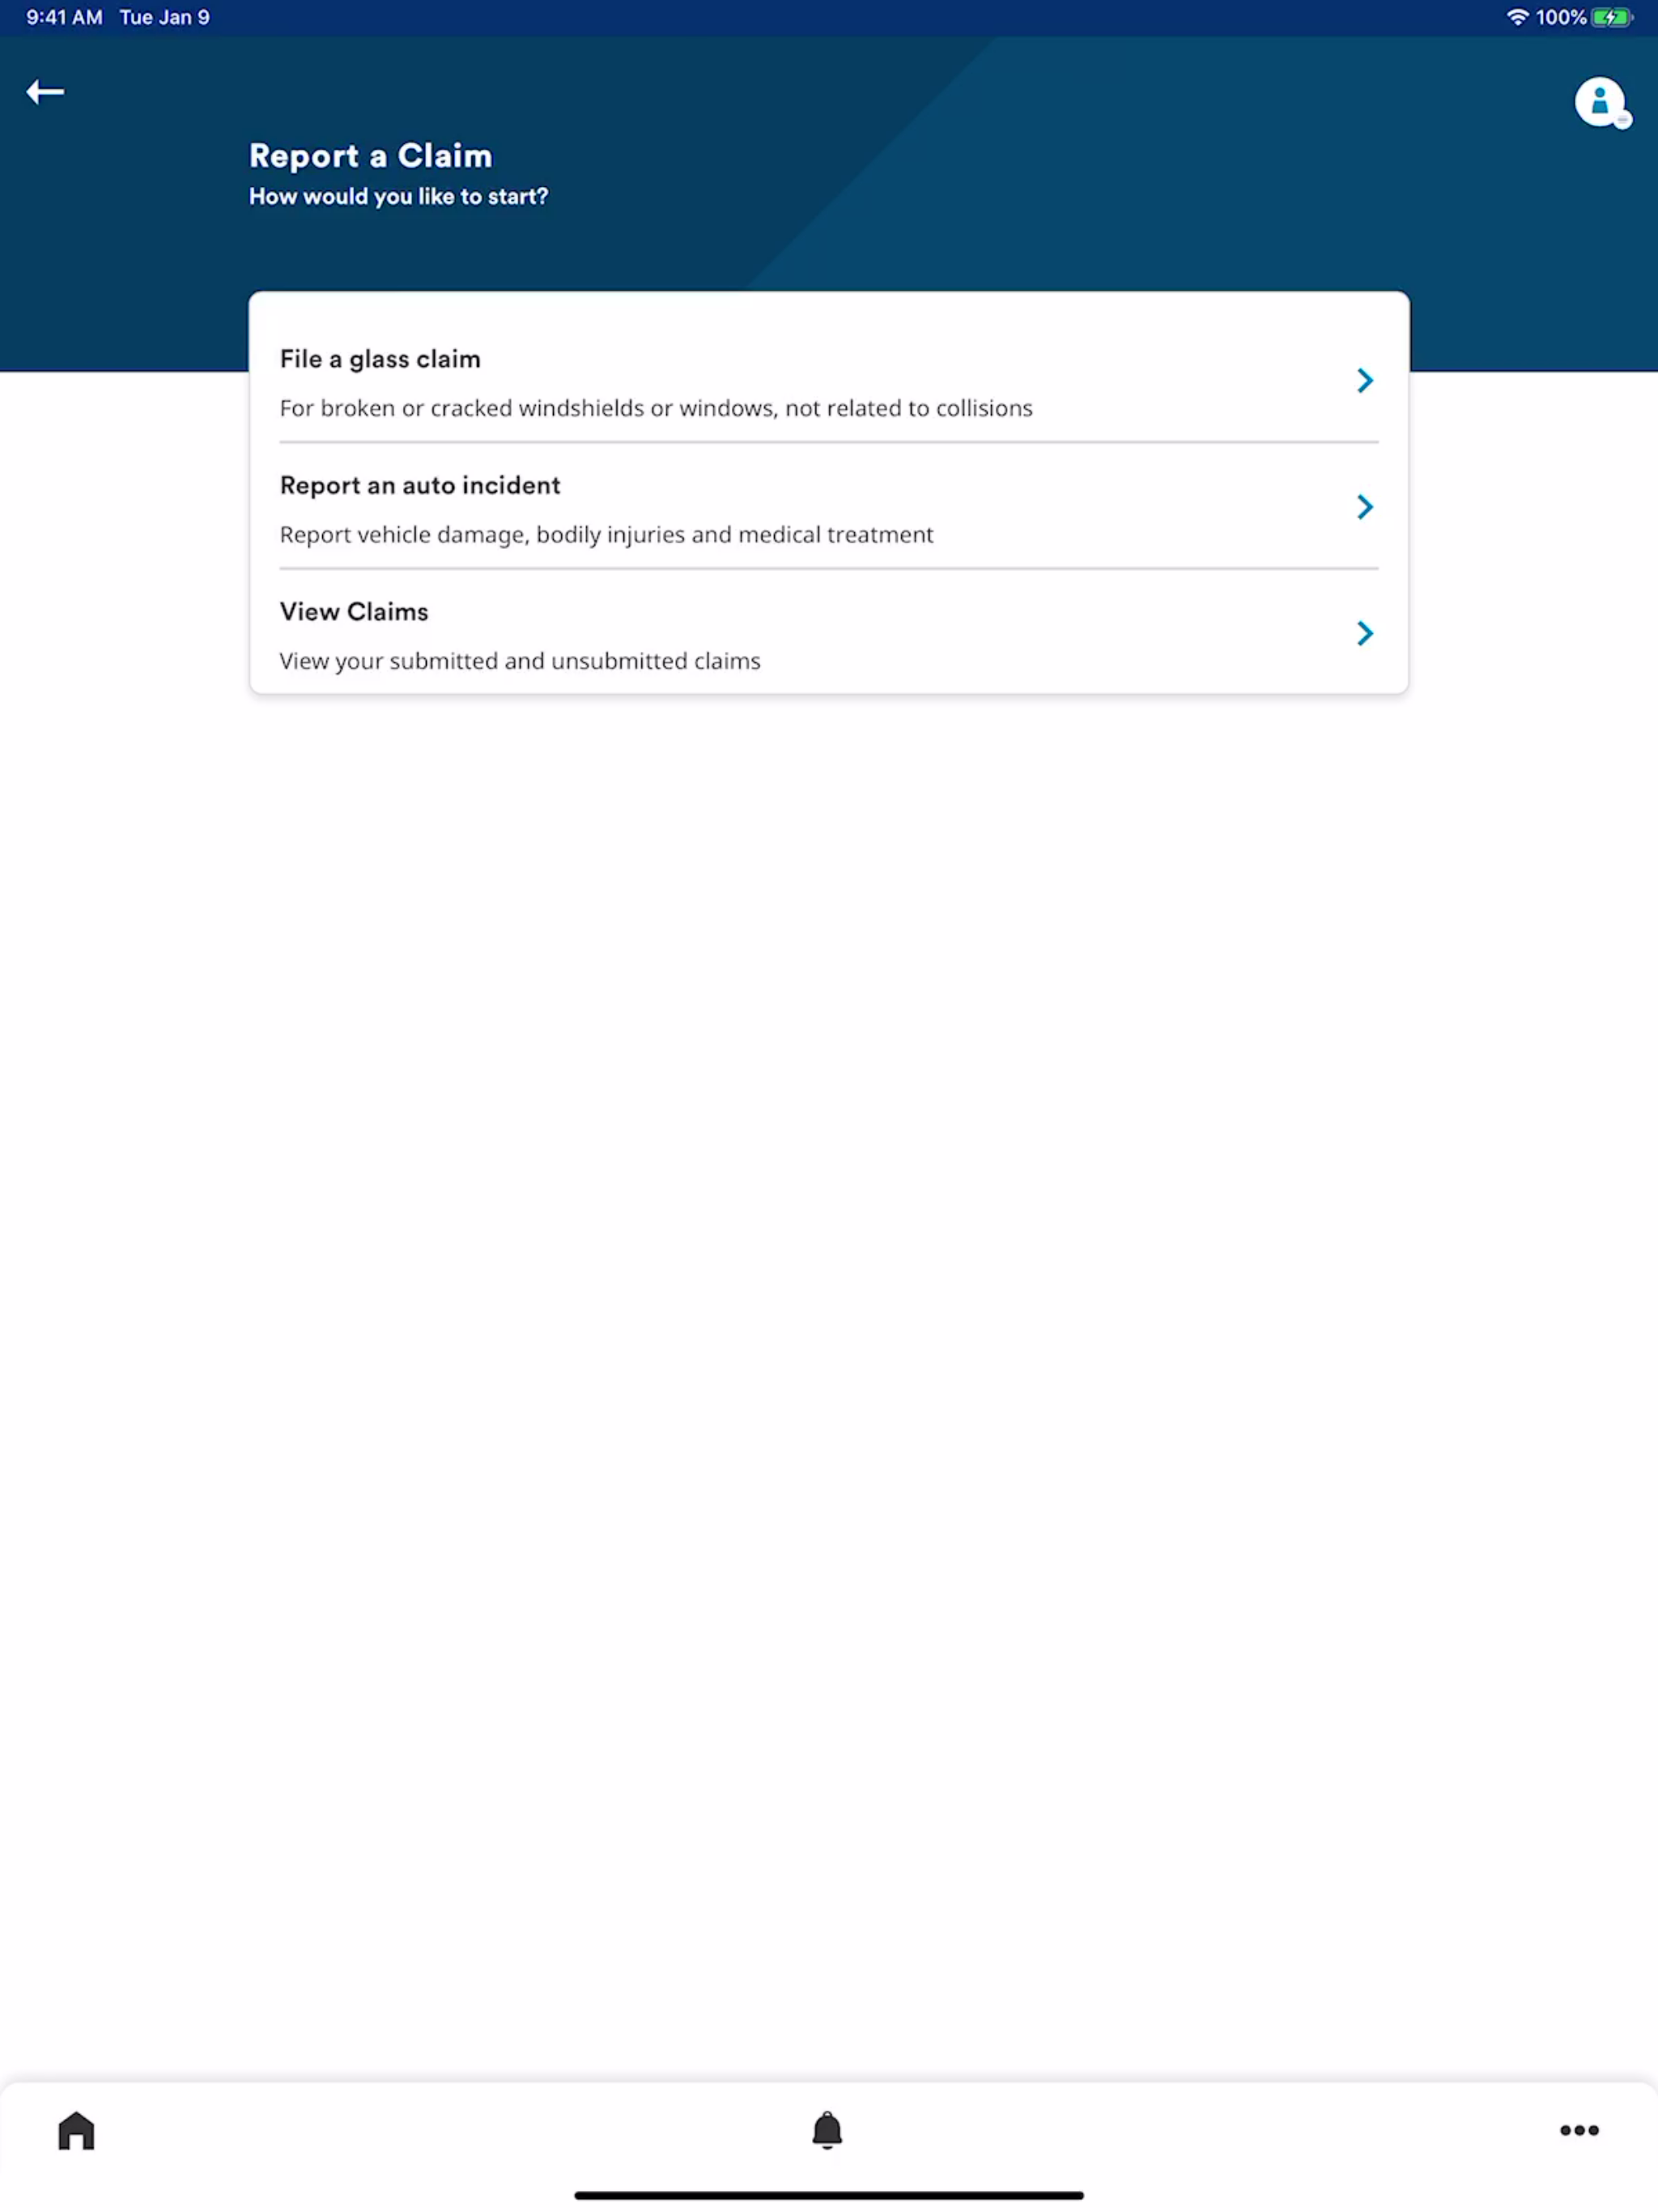 9:41 AM Tue Jan 9 100%
Report a Claim
How would you like to start?
File a glass claim
For broken or cracked windshields or windows, not related to collisions
Report an auto incident
Report vehicle damage, bodily injuries and medical treatment
View Claims
View your submitted and unsubmitted claims